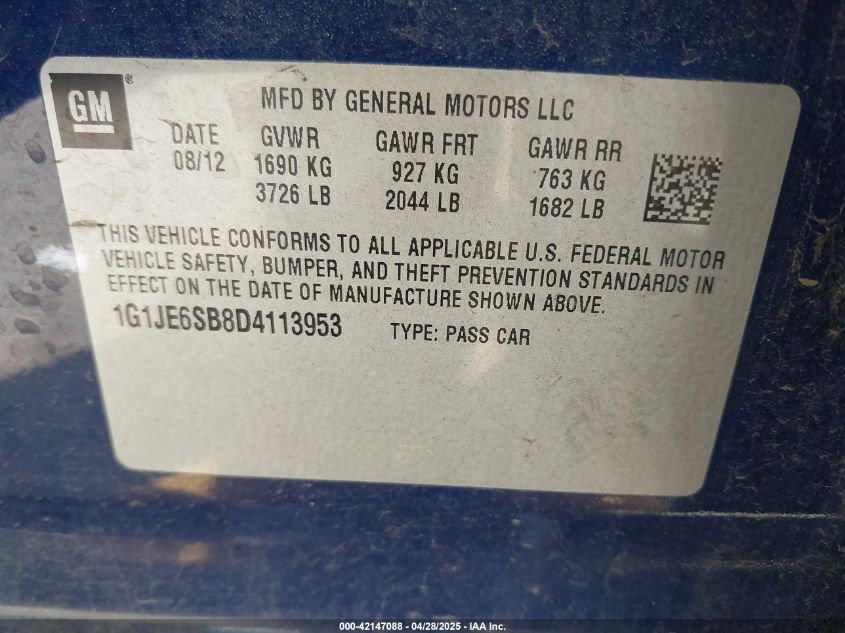 GM ®
MFD BY GENERAL MOTORS LLC
DATE GVWR GAWR FRT GAWR RR
08/12 1690 KG 927 KG 763 KG
3726 LB 2044 LB 1682 LB
THIS VEHICLE CONFORMS TO ALL APPLICABLE U.S. FEDERAL MOTOR
VEHICLE SAFETY, BUMPER, AND THEFT PREVENTION STANDARDS IN
EFFECT ON THE DATE OF MANUFACTURE SHOWN ABOVE.
1G1JE6SB8D4113953 TYPE: PASS CAR
000-42147088 - 04/28/2025 - IAA Inc.